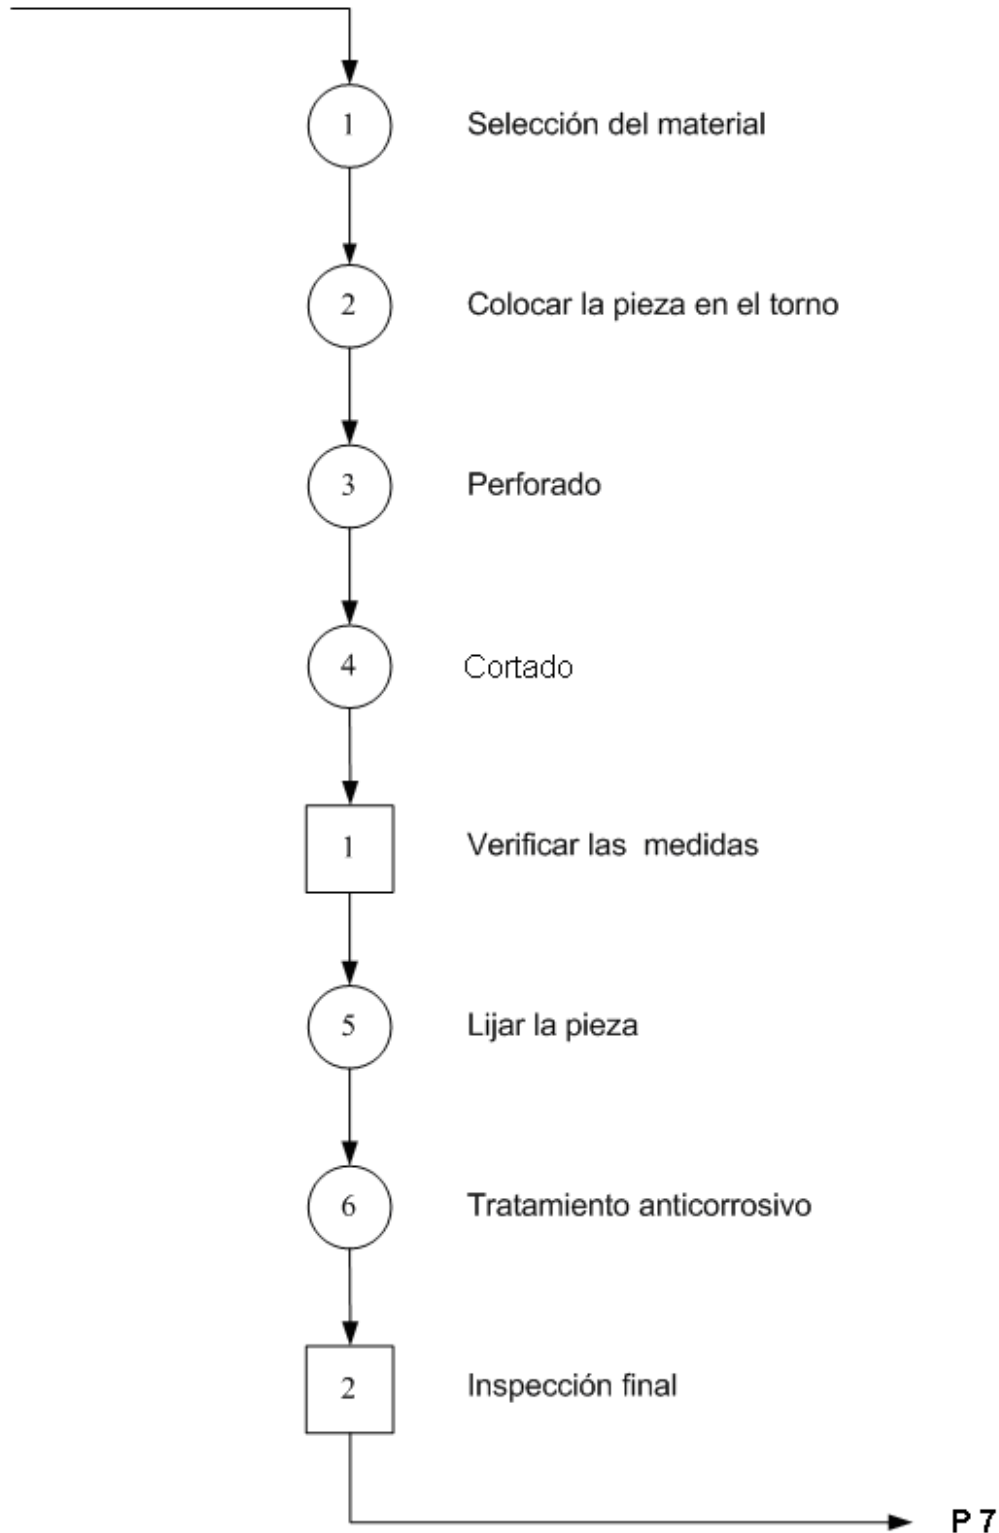 1 Selección del material
2 Colocar la pieza en el torno
3 Perforado
4 Cortado
1 Verificar las  medidas
5 Lijar la pieza
6 Tratamiento anticorrosivo
2 Inspección final
P 7